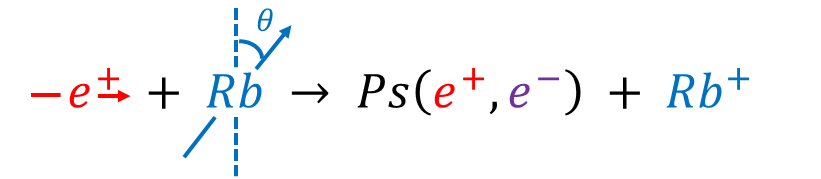 θ
e⁺ + Rb → Ps(e⁺, e⁻) + Rb⁺